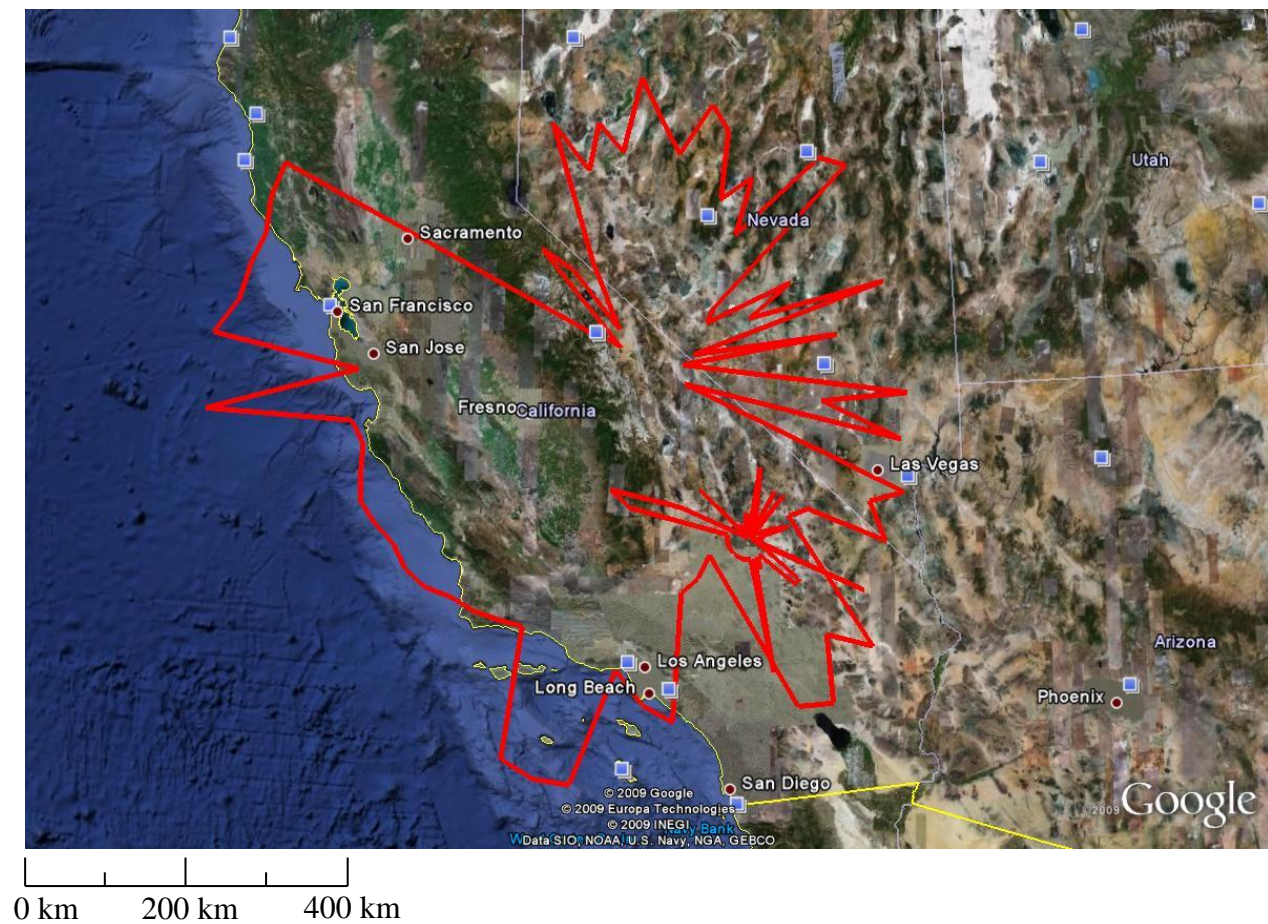 Utah
Nevada
Sacramento
San Francisco
San Jose
Fresno
California
Las Vegas
Arizona
Los Angeles
Long Beach
Phoenix
San Diego
© 2009 Google
© 2009 Europa Technologies
© 2009 INEGI
Data SIO, NOAA, U.S. Navy, NGA, GEBCO
Navy Bank
©2009
Google
0 km 200 km 400 km